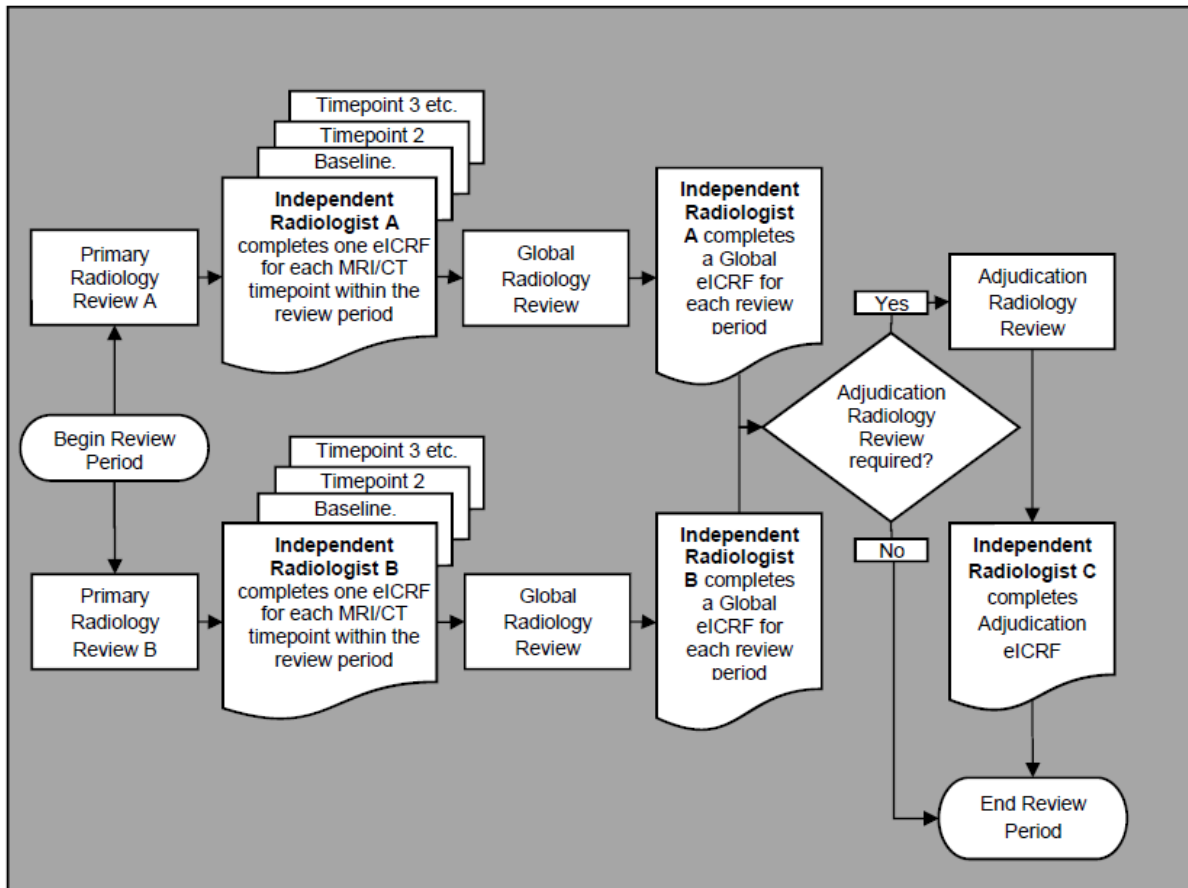 Timepoint 3 etc.
Timepoint 2
Baseline.
Independent
Radiologist A
completes one eICRF
for each MRI/CT
timepoint within the
review period
Primary
Radiology
Review A
Global
Radiology
Review
Independent
Radiologist
A completes
a Global
eICRF for
each review
period
Yes
Adjudication
Radiology
Review
Adjudication
Radiology
Review
required?
Begin Review
Period
Timepoint 3 etc.
Timepoint 2
Baseline.
Independent
Radiologist B
completes one eICRF
for each MRI/CT
timepoint within the
review period
Primary
Radiology
Review B
Global
Radiology
Review
Independent
Radiologist
B completes
a Global
eICRF for
each review
period
No
Independent
Radiologist C
completes
Adjudication
eICRF
End Review
Period